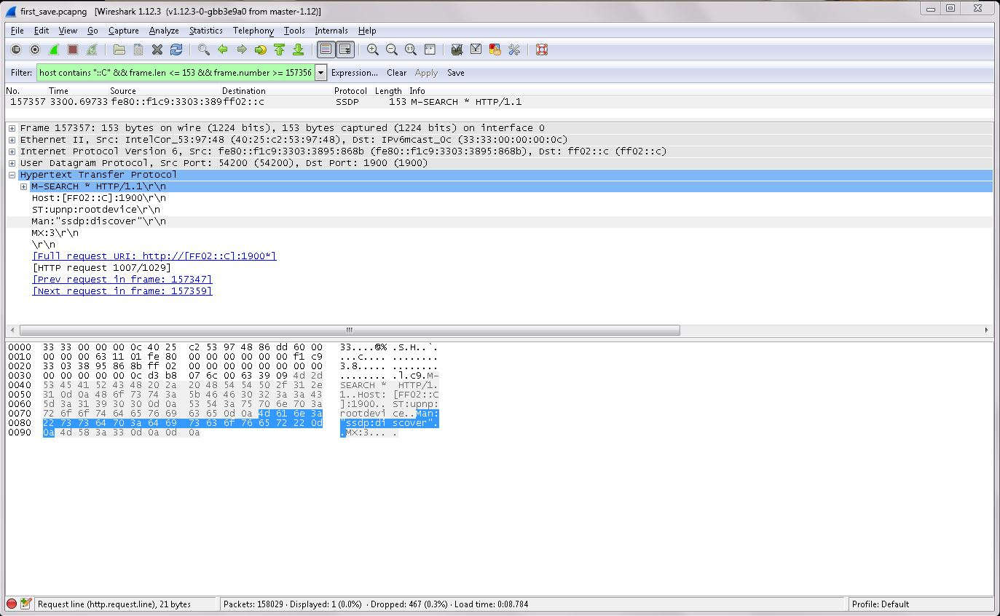 first_save.pcapng [Wireshark 1.12.3 (v1.12.3-0-gbb3e9a0 from master-1.12)]
File Edit View Go Capture Analyze Statistics Telephony Tools Internals Help
Filter: host contains "::C" && frame.len <= 153 && frame.number >= 157356 Expression... Clear Apply Save
No. Time Source Destination Protocol Length Info
157357 3300.69733 fe80::f1c9:3303:389 ff02::c SSDP 153 M-SEARCH * HTTP/1.1
Frame 157357: 153 bytes on wire (1224 bits), 153 bytes captured (1224 bits) on interface 0
Ethernet II, Src: IntelCor_53:97:48 (40:25:c2:53:97:48), Dst: IPv6mcast_0c (33:33:00:00:00:0c)
Internet Protocol Version 6, Src: fe80::f1c9:3303:3895:868b (fe80::f1c9:3303:3895:868b), Dst: ff02::c (ff02::c)
User Datagram Protocol, Src Port: 54200 (54200), Dst Port: 1900 (1900)
Hypertext Transfer Protocol
M-SEARCH * HTTP/1.1\r\n
Host:[FF02::C]:1900\r\n
ST:upnp:rootdevice\r\n
Man:"ssdp:discover"\r\n
MX:3\r\n
\r\n
[Full request URI: http://[FF02::C]:1900*]
[HTTP request 1007/1029]
[Prev request in frame: 157347]
[Next request in frame: 157359]
0000 33 33 00 00 00 0c 40 25 c2 53 97 48 86 dd 60 00 33....@% .S.H..`.
0010 00 00 00 63 11 01 fe 80 00 00 00 00 00 00 f1 c9 ...c.... ........
0020 33 03 38 95 86 8b ff 02 00 00 00 00 00 00 00 00 3.8..... ........
0030 00 00 00 00 00 0c d3 b8 07 6c 00 63 39 09 4d 2d ........ .l.c9.M-
0040 53 45 41 52 43 48 20 2a 20 48 54 54 50 2f 31 2e SEARCH * HTTP/1.
0050 31 0d 0a 48 6f 73 74 3a 5b 46 46 30 32 3a 3a 43 1..Host: [FF02::C
0060 5d 3a 31 39 30 30 0d 0a 53 54 3a 75 70 6e 70 3a ]:1900.. ST:upnp:
0070 72 6f 6f 74 64 65 76 69 63 65 0d 0a 4d 61 6e 3a rootdevi ce..Man:
0080 22 73 73 64 70 3a 64 69 73 63 6f 76 65 72 22 0d "ssdp:di scover".
0090 0a 4d 58 3a 33 0d 0a 0d 0a .MX:3... .
Request line (http.request.line), 21 bytes Packets: 158029 · Displayed: 1 (0.0%) · Dropped: 467 (0.3%) · Load time: 0:08.784 Profile: Default